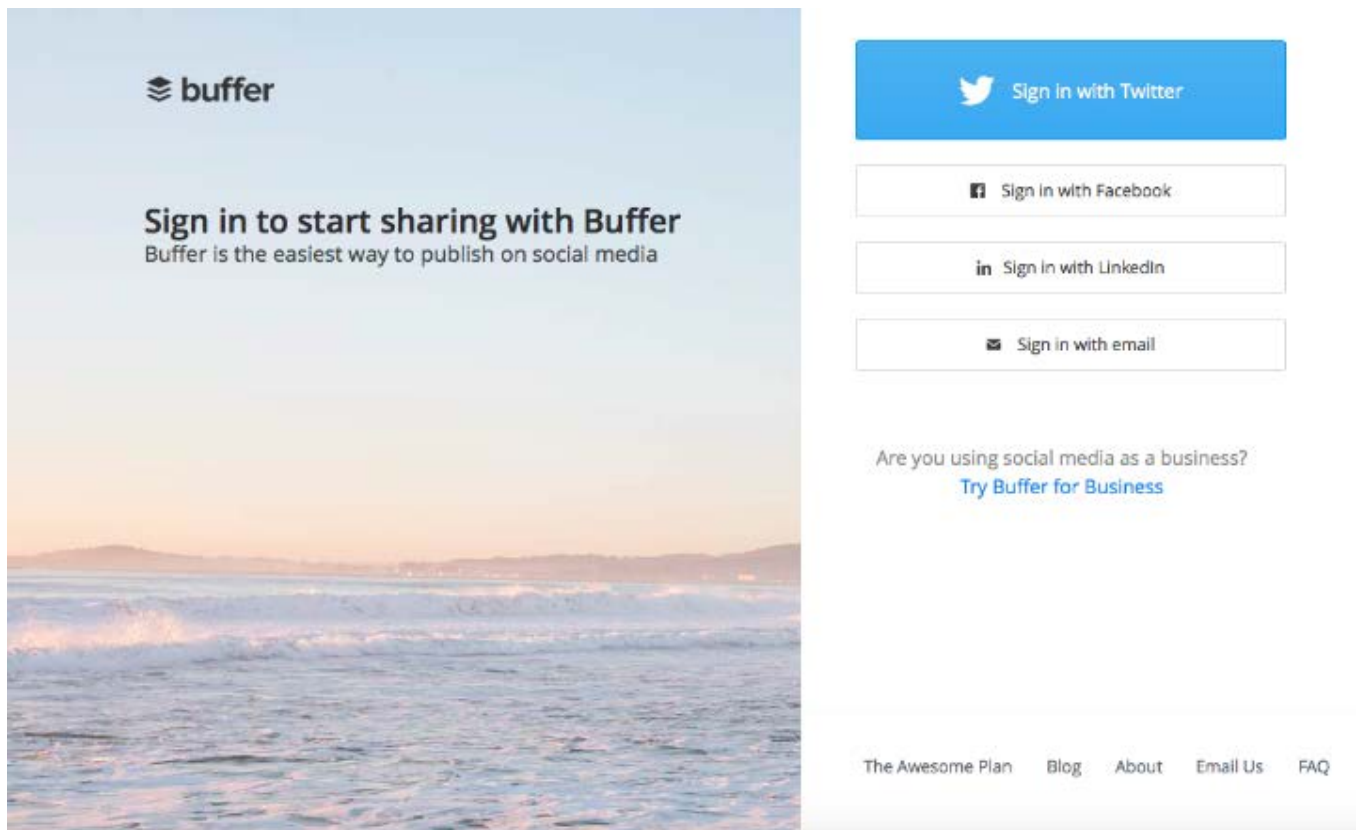 buffer
Sign in to start sharing with Buffer
Buffer is the easiest way to publish on social media
Sign in with Twitter
Sign in with Facebook
in Sign in with LinkedIn
Sign in with email
Are you using social media as a business?
Try Buffer for Business
The Awesome Plan Blog About Email Us FAQ